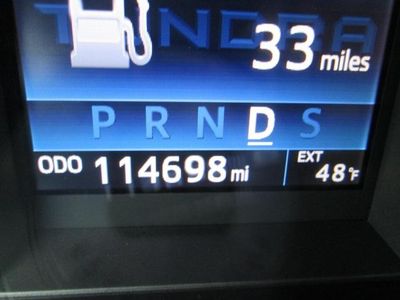 TUNDRA
33 miles
P R N D S
ODO 114698 mi
EXT
48°F